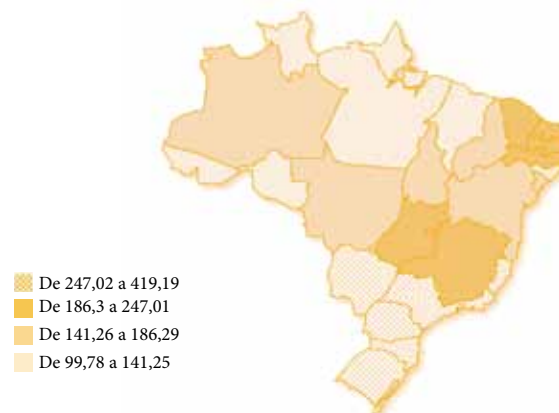 De 247,02 a 419,19
De 186,3 a 247,01
De 141,26 a 186,29
De 99,78 a 141,25